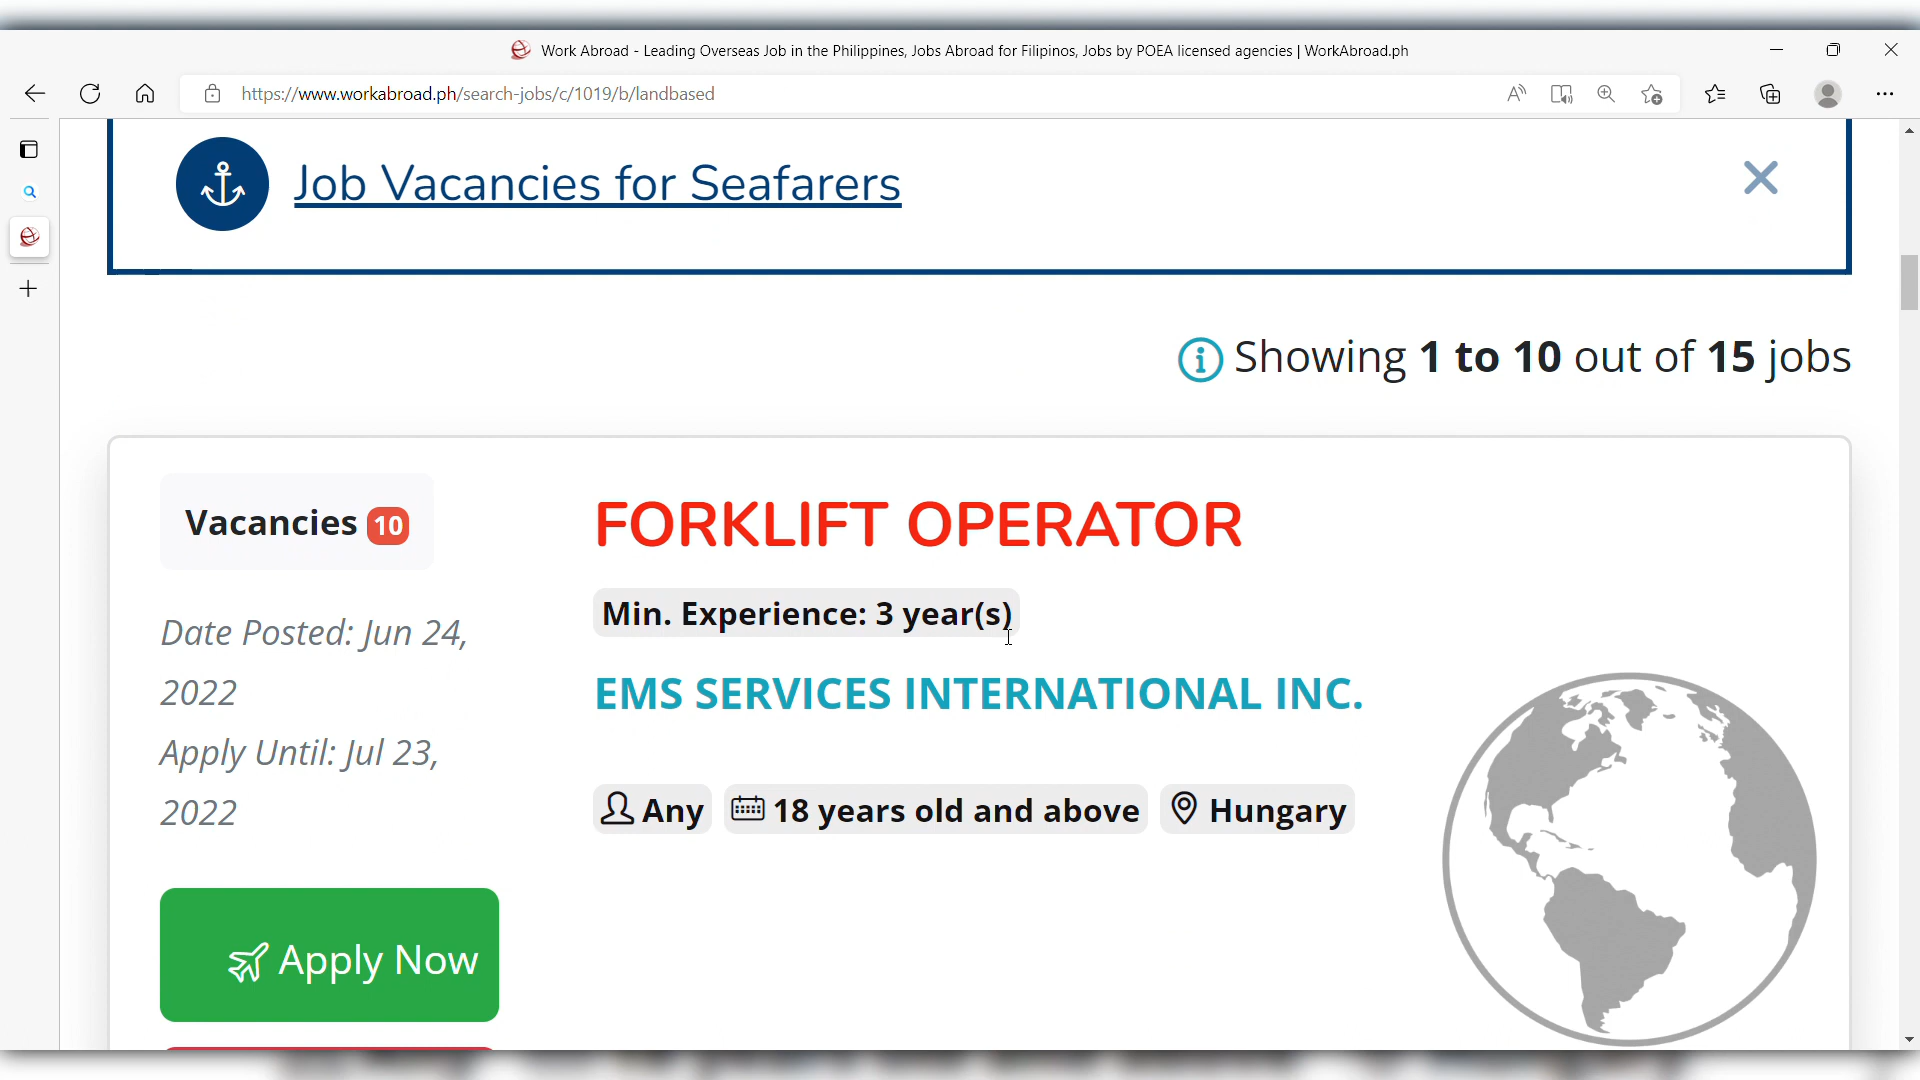 Work Abroad - Leading Overseas Job in the Philippines, Jobs Abroad for Filipinos, Jobs by POEA licensed agencies | WorkAbroad.ph
https://www.workabroad.ph/search-jobs/c/1019/b/landbased
Job Vacancies for Seafarers
Showing 1 to 10 out of 15 jobs
Vacancies 10
FORKLIFT OPERATOR
Min. Experience: 3 year(s)
Date Posted: Jun 24,
2022
EMS SERVICES INTERNATIONAL INC.
Apply Until: Jul 23,
2022
Any 18 years old and above Hungary
Apply Now